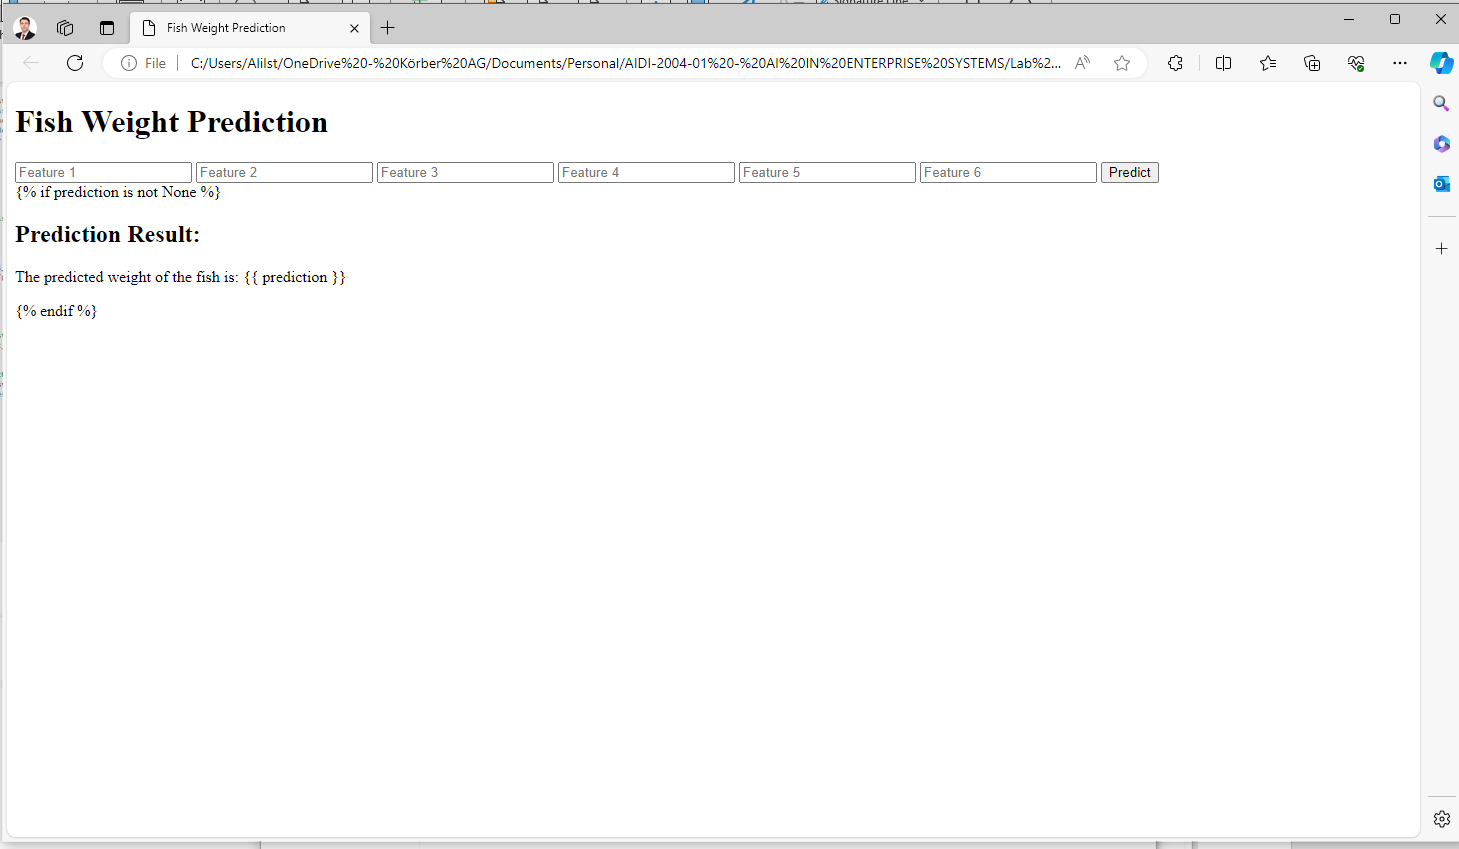 Fish Weight Prediction
File
C:/Users/Alilst/OneDrive%20-%20Körber%20AG/Documents/Personal/AIDI-2004-01%20-%20AI%20IN%20ENTERPRISE%20SYSTEMS/Lab%2...
Fish Weight Prediction
Feature 1 Feature 2 Feature 3 Feature 4 Feature 5 Feature 6 Predict
{% if prediction is not None %}
Prediction Result:
The predicted weight of the fish is: {{ prediction }}
{% endif %}